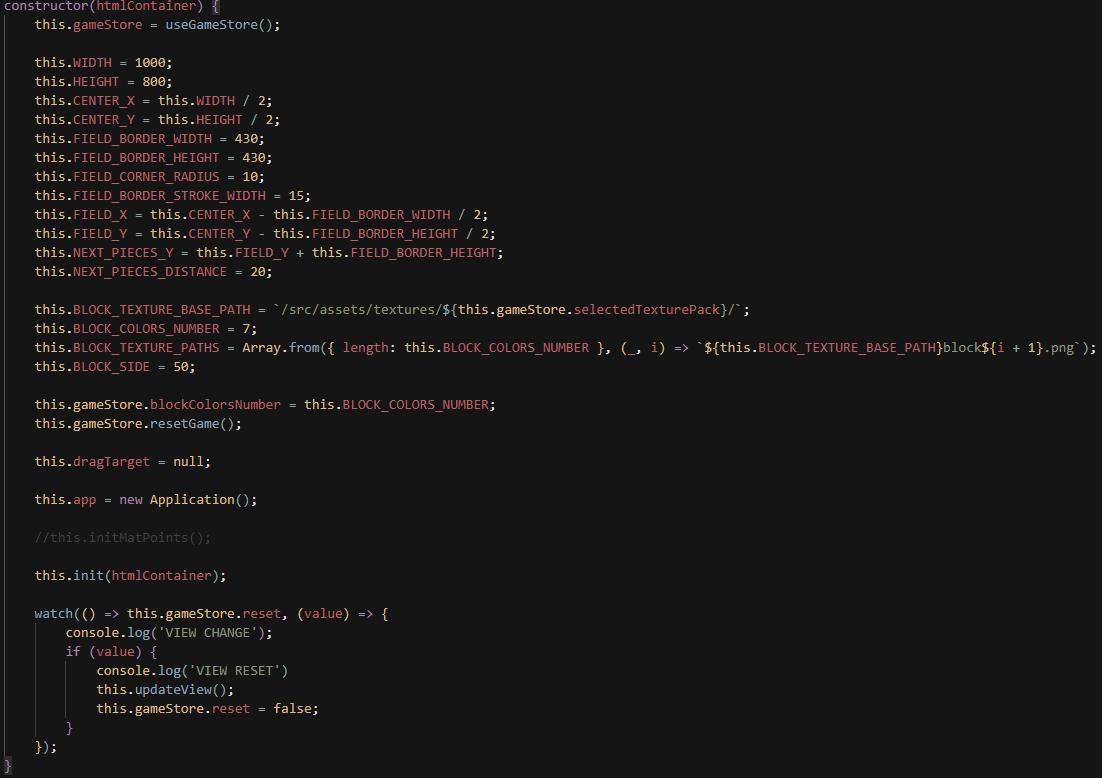 constructor(htmlContainer) {
this.gameStore = useGameStore();
this.WIDTH = 1000;
this.HEIGHT = 800;
this.CENTER_X = this.WIDTH / 2;
this.CENTER_Y = this.HEIGHT / 2;
this.FIELD_BORDER_WIDTH = 430;
this.FIELD_BORDER_HEIGHT = 430;
this.FIELD_CORNER_RADIUS = 10;
this.FIELD_BORDER_STROKE_WIDTH = 15;
this.FIELD_X = this.CENTER_X - this.FIELD_BORDER_WIDTH / 2;
this.FIELD_Y = this.CENTER_Y - this.FIELD_BORDER_HEIGHT / 2;
this.NEXT_PIECES_Y = this.FIELD_Y + this.FIELD_BORDER_HEIGHT;
this.NEXT_PIECES_DISTANCE = 20;
this.BLOCK_TEXTURE_BASE_PATH = `/src/assets/textures/${this.gameStore.selectedTexturePack}/`;
this.BLOCK_COLORS_NUMBER = 7;
this.BLOCK_TEXTURE_PATHS = Array.from({ length: this.BLOCK_COLORS_NUMBER }, (_, i) => `${this.BLOCK_TEXTURE_BASE_PATH}block${i + 1}.png`);
this.BLOCK_SIDE = 50;
this.gameStore.blockColorsNumber = this.BLOCK_COLORS_NUMBER;
this.gameStore.resetGame();
this.dragTarget = null;
this.app = new Application();
//this.initMatPoints();
this.init(htmlContainer);
watch(() => this.gameStore.reset, (value) => {
console.log('VIEW CHANGE');
if (value) {
console.log('VIEW RESET')
this.updateView();
this.gameStore.reset = false;
}
});
}